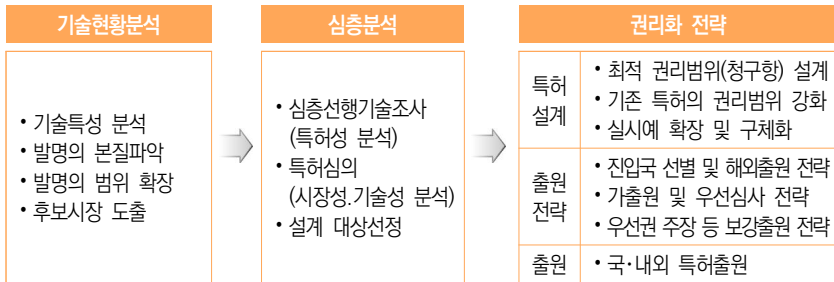 기술현황분석
• 기술특성 분석
• 발명의 본질파악
• 발명의 범위 확장
• 후보시장 도출
심층분석
• 심층선행기술조사
(특허성 분석)
• 특허심의
(시장성.기술성 분석)
• 설계 대상선정
권리화 전략
특허
설계
• 최적 권리범위(청구항) 설계
• 기존 특허의 권리범위 강화
• 실시예 확장 및 구체화
출원
전략
• 진입국 선별 및 해외출원 전략
• 가출원 및 우선심사 전략
• 우선권 주장 등 보강출원 전략
출원
• 국·내외 특허출원